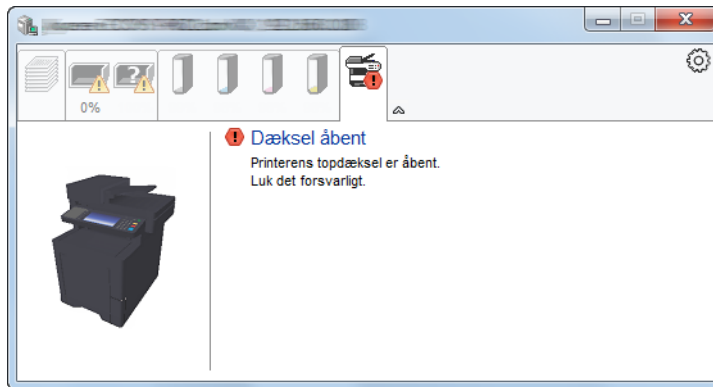 ?
0%
Dæksel åbent
Printerens topdæksel er åbent.
Luk det forsvarligt.